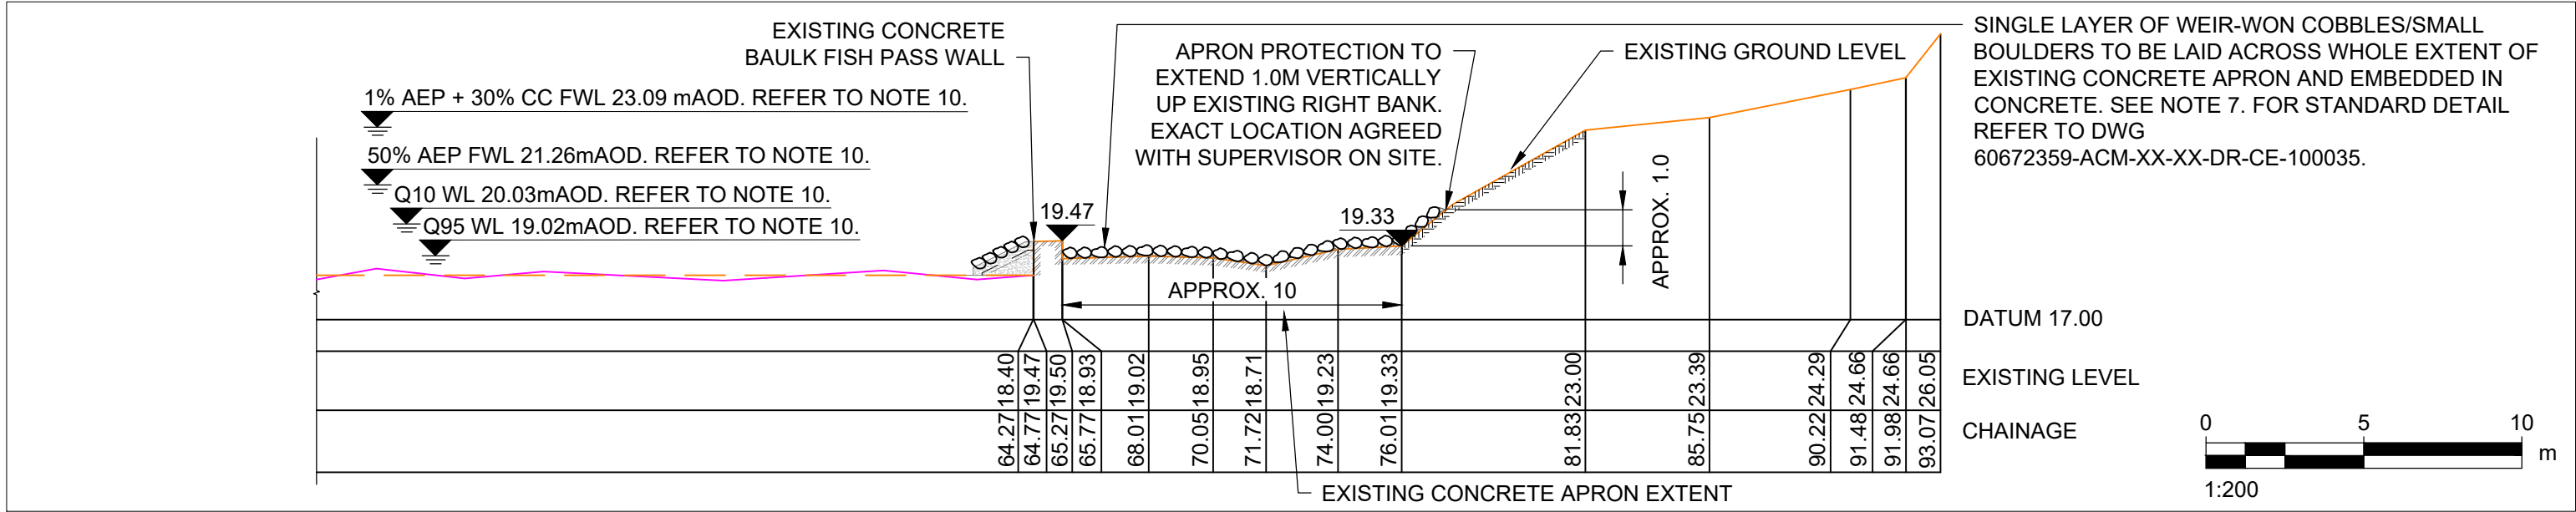 EXISTING CONCRETE
BAULK FISH PASS WALL
APRON PROTECTION TO
EXTEND 1.0M VERTICALLY
UP EXISTING RIGHT BANK.
EXACT LOCATION AGREED
WITH SUPERVISOR ON SITE.
EXISTING GROUND LEVEL
SINGLE LAYER OF WEIR-WON COBBLES/SMALL
BOULDERS TO BE LAID ACROSS WHOLE EXTENT OF
EXISTING CONCRETE APRON AND EMBEDDED IN
CONCRETE. SEE NOTE 7. FOR STANDARD DETAIL
REFER TO DWG
60672359-ACM-XX-XX-DR-CE-100035.
1% AEP + 30% CC FWL 23.09 mAOD. REFER TO NOTE 10.
50% AEP FWL 21.26mAOD. REFER TO NOTE 10.
Q10 WL 20.03mAOD. REFER TO NOTE 10.
Q95 WL 19.02mAOD. REFER TO NOTE 10.
19.47
19.33
APPROX. 1.0
APPROX. 10
DATUM 17.00
18.40 19.47 19.50 18.93 19.02 18.95 18.71 19.23 19.33 23.00 23.39 24.29 24.66 24.66 26.05
EXISTING LEVEL
64.27 64.77 65.27 65.77 68.01 70.05 71.72 74.00 76.01 81.83 85.75 90.22 91.48 91.98 93.07
CHAINAGE
EXISTING CONCRETE APRON EXTENT
0 5 10
m
1:200